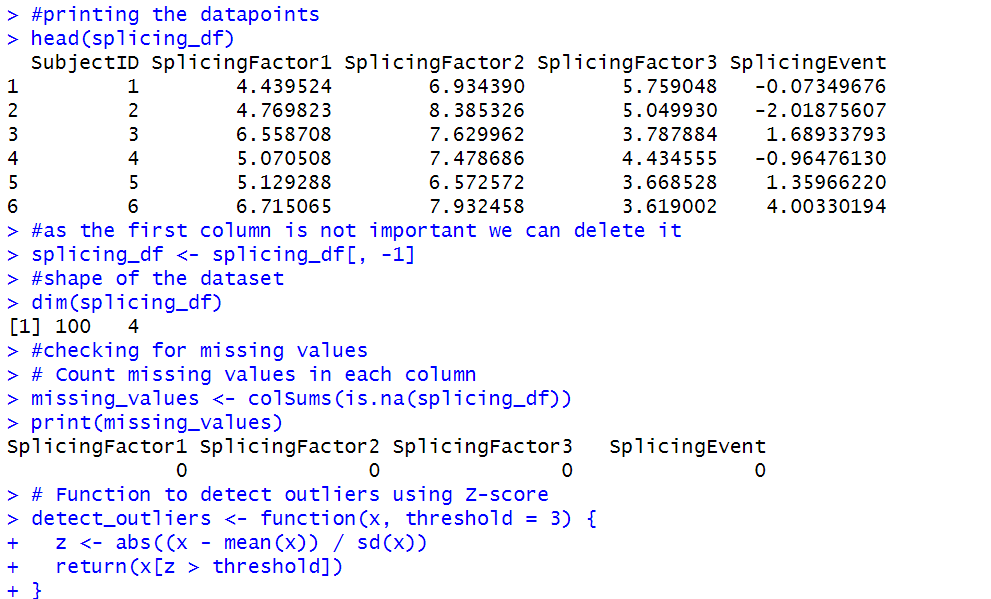 > #printing the datapoints
> head(splicing_df)
  SubjectID SplicingFactor1 SplicingFactor2 SplicingFactor3 SplicingEvent
1         1        4.439524        6.934390        5.759048   -0.07349676
2         2        4.769823        8.385326        5.049930   -2.01875607
3         3        6.558708        7.629962        3.787884    1.68933793
4         4        5.070508        7.478686        4.434555   -0.96476130
5         5        5.129288        6.572572        3.668528    1.35966220
6         6        6.715065        7.932458        3.619002    4.00330194
> #as the first column is not important we can delete it
> splicing_df <- splicing_df[, -1]
> #shape of the dataset
> dim(splicing_df)
[1] 100   4
> #checking for missing values
> # Count missing values in each column
> missing_values <- colSums(is.na(splicing_df))
> print(missing_values)
SplicingFactor1 SplicingFactor2 SplicingFactor3   SplicingEvent
              0               0               0               0
> # Function to detect outliers using Z-score
> detect_outliers <- function(x, threshold = 3) {
+   z <- abs((x - mean(x)) / sd(x))
+   return(x[z > threshold])
+ }